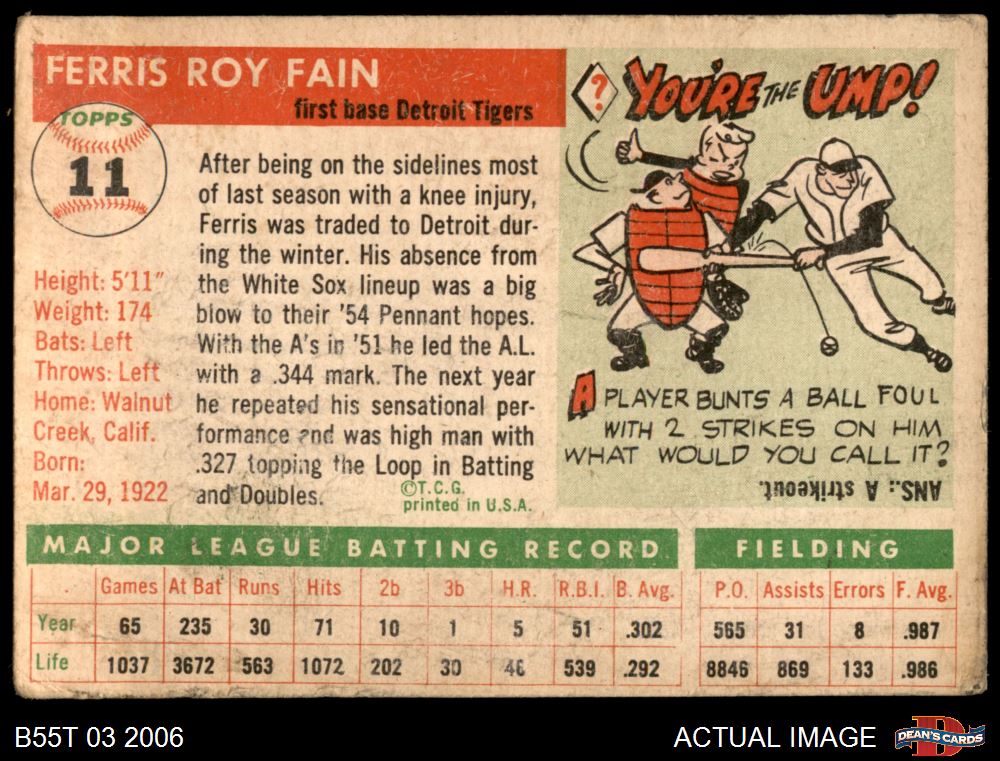 FERRIS ROY FAIN
first base Detroit Tigers
TOPPS
11
Height: 5'11"
Weight: 174
Bats: Left
Throws: Left
Home: Walnut
Creek, Calif.
Born:
Mar. 29, 1922
After being on the sidelines most
of last season with a knee injury,
Ferris was traded to Detroit dur-
ing the winter. His absence from
the White Sox lineup was a big
blow to their '54 Pennant hopes.
With the A's in '51 he led the A.L.
with a .344 mark. The next year
he repeated his sensational per-
formance and was high man with
.327 topping the Loop in Batting
and Doubles.
©T.C.G.
printed in U.S.A.
? YOU'RE THE UMP!
A PLAYER BUNTS A BALL FOUL
WITH 2 STRIKES ON HIM
WHAT WOULD YOU CALL IT?
ANS.: A strikeout.
MAJOR LEAGUE BATTING RECORD
Games At Bat Runs Hits 2b 3b H.R. R.B.I. B. Avg.
Year 65 235 30 71 10 1 5 51 .302
Life 1037 3672 563 1072 202 30 46 539 .292
FIELDING
P.O. Assists Errors F. Avg.
565 31 8 .987
8846 869 133 .986
B55T 03 2006
ACTUAL IMAGE
DEAN'S CARDS